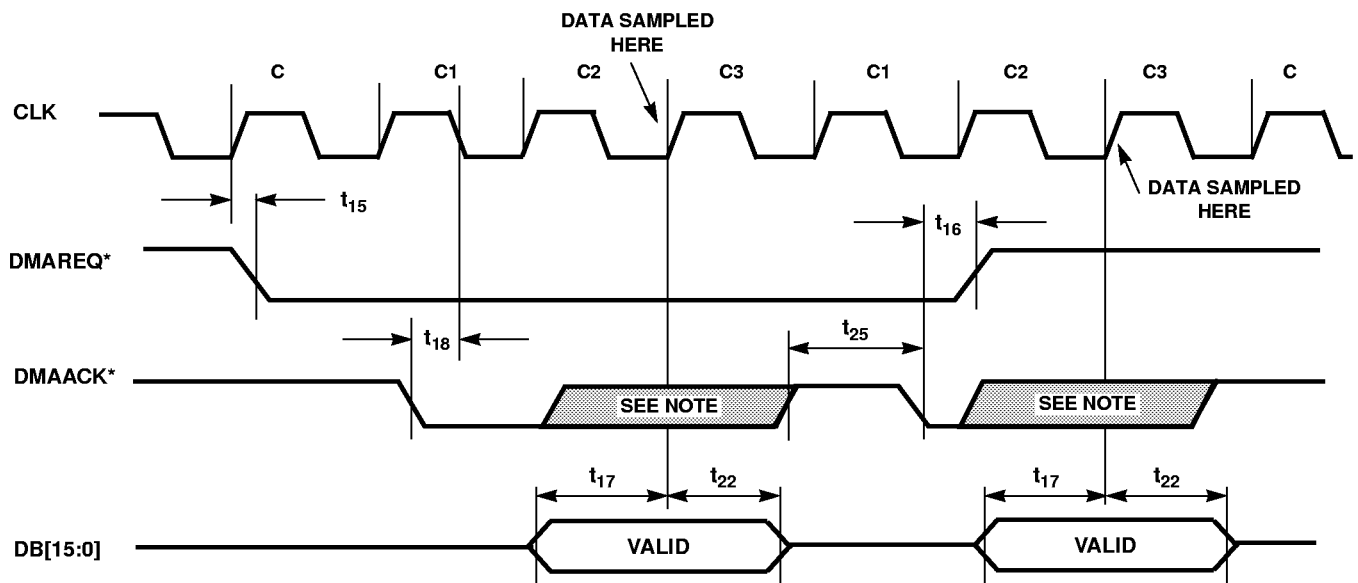 DATA SAMPLED
HERE
C C1 C2 C3 C1 C2 C3 C
CLK
DATA SAMPLED
HERE
t15
t16
DMAREQ*
t18
t25
DMAACK*
SEE NOTE
SEE NOTE
t17 t22 t17 t22
DB[15:0]
VALID
VALID